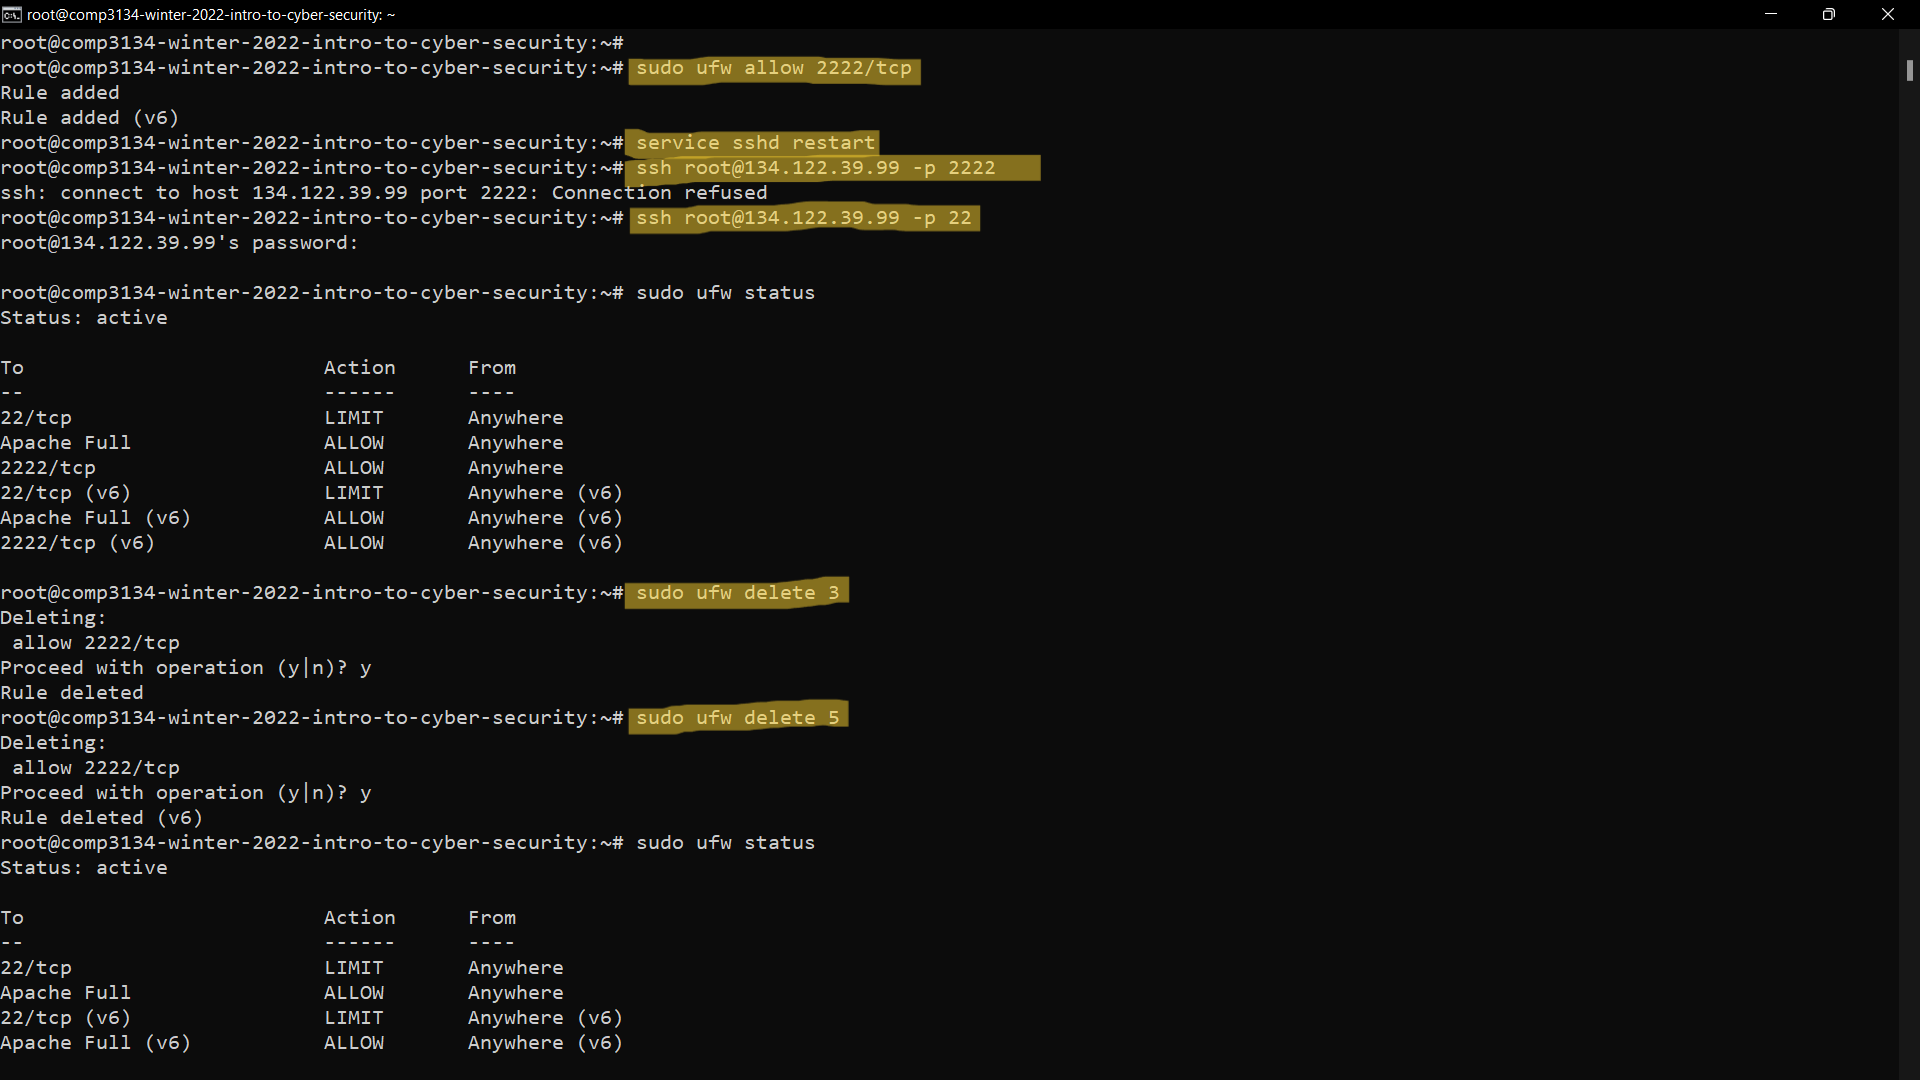 root@comp3134-winter-2022-intro-to-cyber-security: ~
root@comp3134-winter-2022-intro-to-cyber-security:~#
root@comp3134-winter-2022-intro-to-cyber-security:~# sudo ufw allow 2222/tcp
Rule added
Rule added (v6)
root@comp3134-winter-2022-intro-to-cyber-security:~# service sshd restart
root@comp3134-winter-2022-intro-to-cyber-security:~# ssh root@134.122.39.99 -p 2222
ssh: connect to host 134.122.39.99 port 2222: Connection refused
root@comp3134-winter-2022-intro-to-cyber-security:~# ssh root@134.122.39.99 -p 22
root@134.122.39.99's password:
root@comp3134-winter-2022-intro-to-cyber-security:~# sudo ufw status
Status: active
To                         Action      From
--                         ------      ----
22/tcp                     LIMIT       Anywhere
Apache Full                ALLOW       Anywhere
2222/tcp                   ALLOW       Anywhere
22/tcp (v6)                LIMIT       Anywhere (v6)
Apache Full (v6)           ALLOW       Anywhere (v6)
2222/tcp (v6)              ALLOW       Anywhere (v6)
root@comp3134-winter-2022-intro-to-cyber-security:~# sudo ufw delete 3
Deleting:
 allow 2222/tcp
Proceed with operation (y|n)? y
Rule deleted
root@comp3134-winter-2022-intro-to-cyber-security:~# sudo ufw delete 5
Deleting:
 allow 2222/tcp
Proceed with operation (y|n)? y
Rule deleted (v6)
root@comp3134-winter-2022-intro-to-cyber-security:~# sudo ufw status
Status: active
To                         Action      From
--                         ------      ----
22/tcp                     LIMIT       Anywhere
Apache Full                ALLOW       Anywhere
22/tcp (v6)                LIMIT       Anywhere (v6)
Apache Full (v6)           ALLOW       Anywhere (v6)